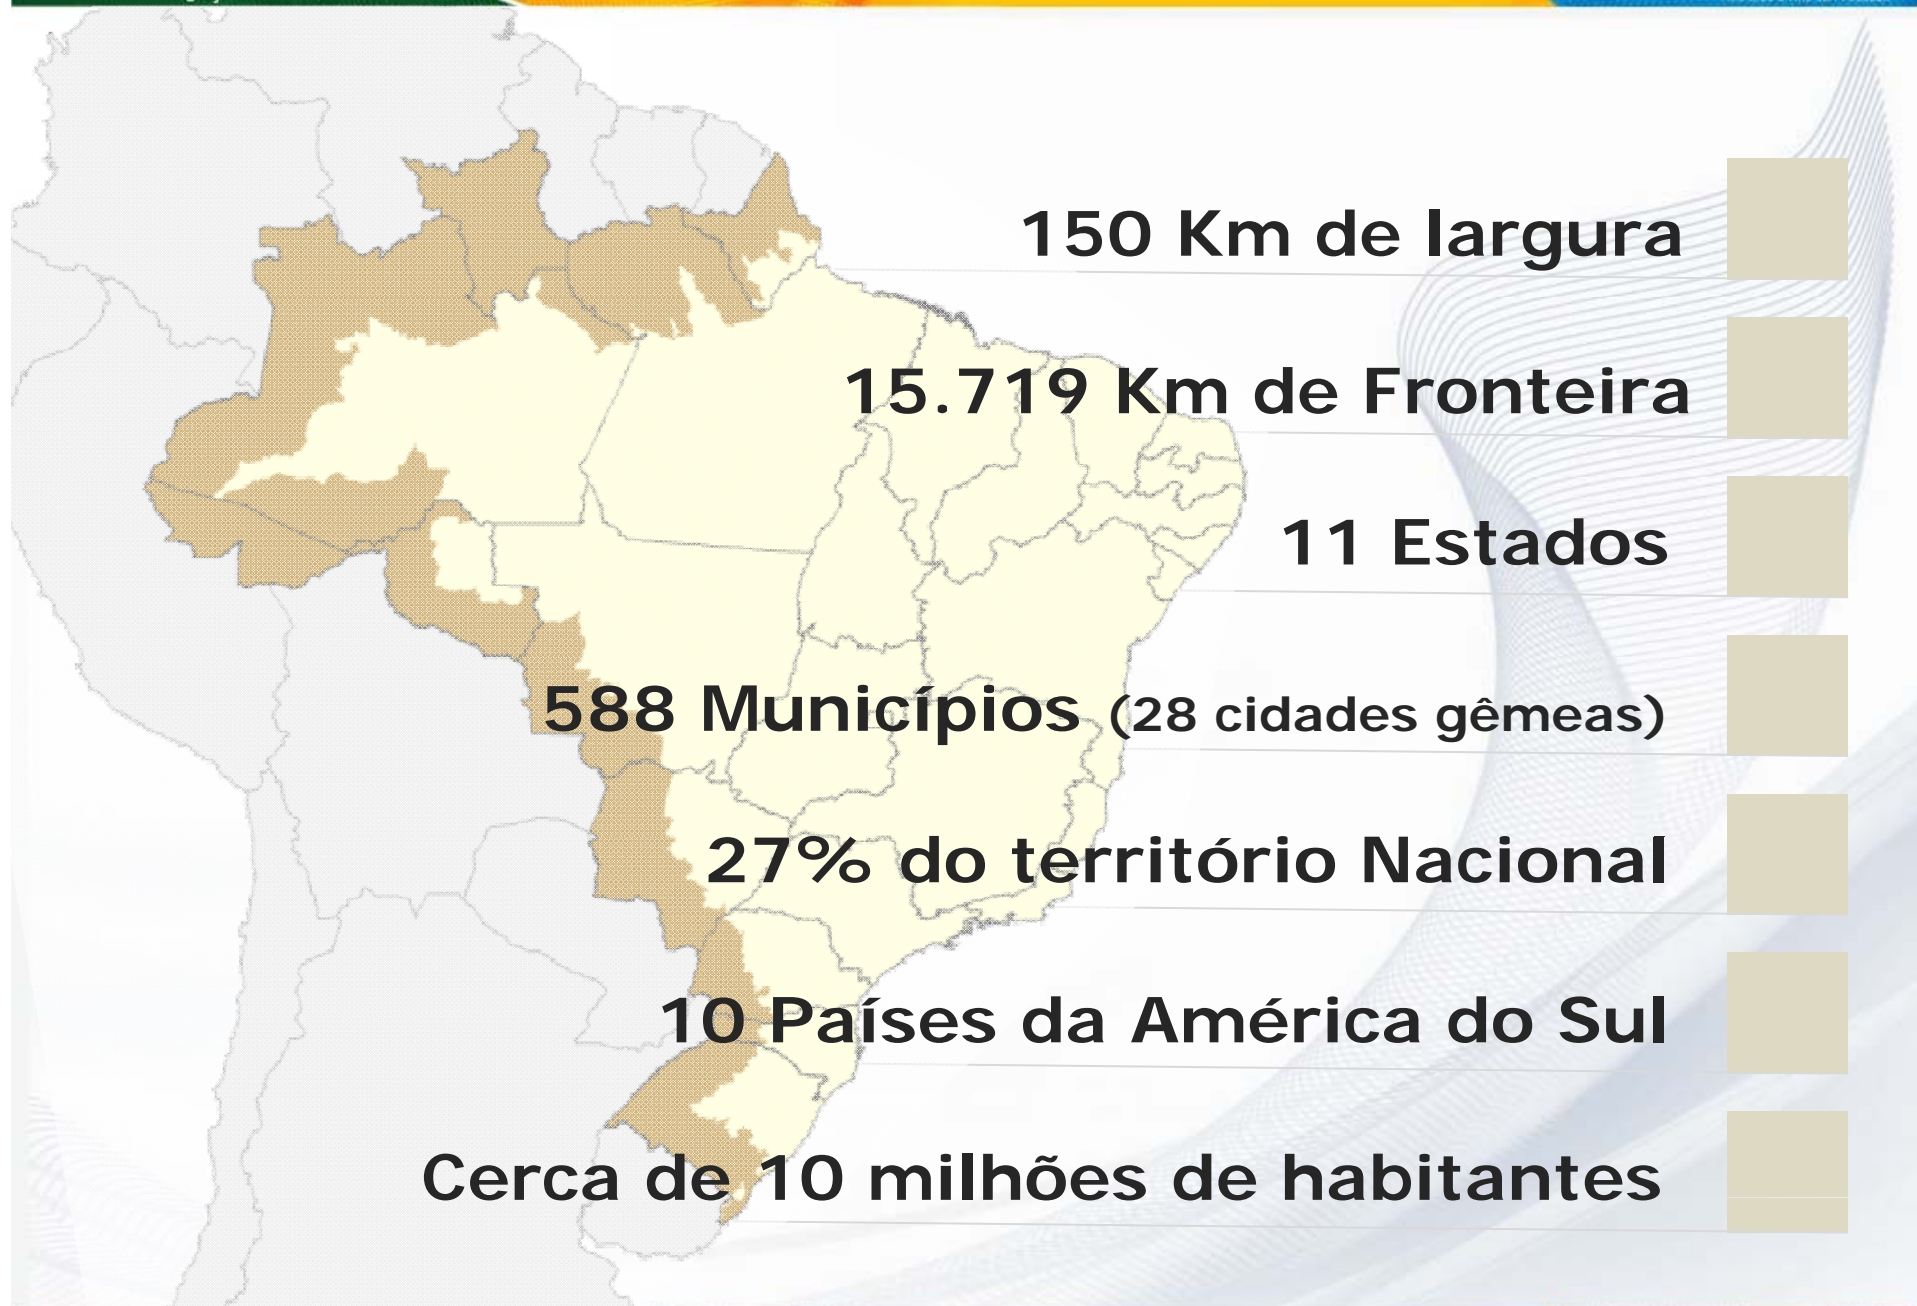 150 Km de largura
15.719 Km de Fronteira
11 Estados
588 Municípios (28 cidades gêmeas)
27% do território Nacional
10 Países da América do Sul
Cerca de 10 milhões de habitantes